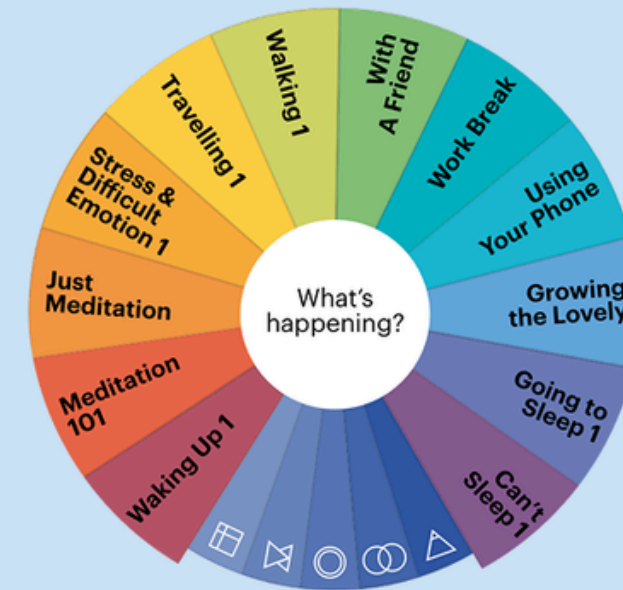 What's
happening?
With
A Friend
Work Break
Using
Your Phone
Growing
the Lovely
Going to
Sleep 1
Can't
Sleep 1
Waking Up 1
Meditation
101
Just
Meditation
Stress &
Difficult
Emotion 1
Travelling 1
Walking 1